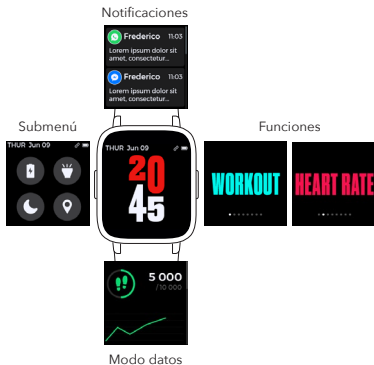 Notificaciones
Frederico 11:03
Lorem ipsum dolor sit
amet, consectetur...
Frederico 11:03
Lorem ipsum dolor sit
amet, consectetur...
Submenú
THUR Jun 09
THUR Jun 09
20
45
Funciones
WORKOUT
HEART RATE
5 000
/10 000
Modo datos